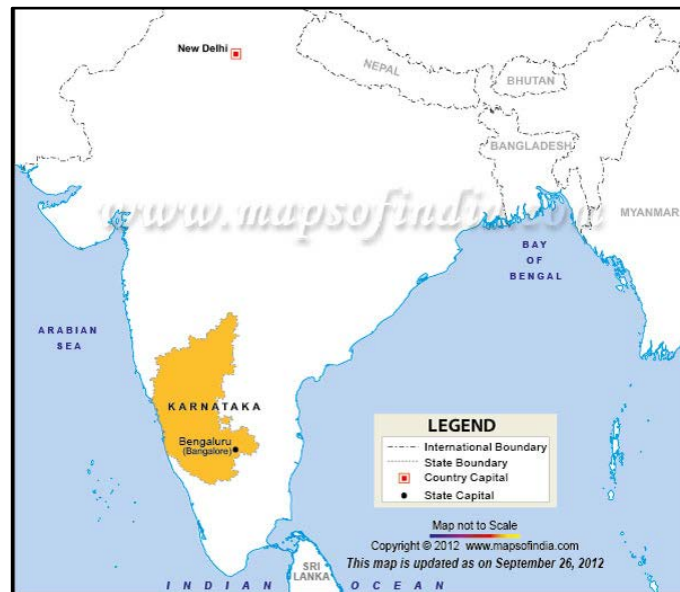 New Delhi
NEPAL
BHUTAN
BANGLADESH
www.mapsofindia.com
MYANMAR
BAY
OF
BENGAL
ARABIAN
SEA
KARNATAKA
Bengaluru
(Bangalore)
LEGEND
International Boundary
State Boundary
Country Capital
State Capital
Map not to Scale
Copyright © 2012 www.mapsofindia.com
This map is updated as on September 26, 2012
SRI
LANKA
INDIAN OCEAN